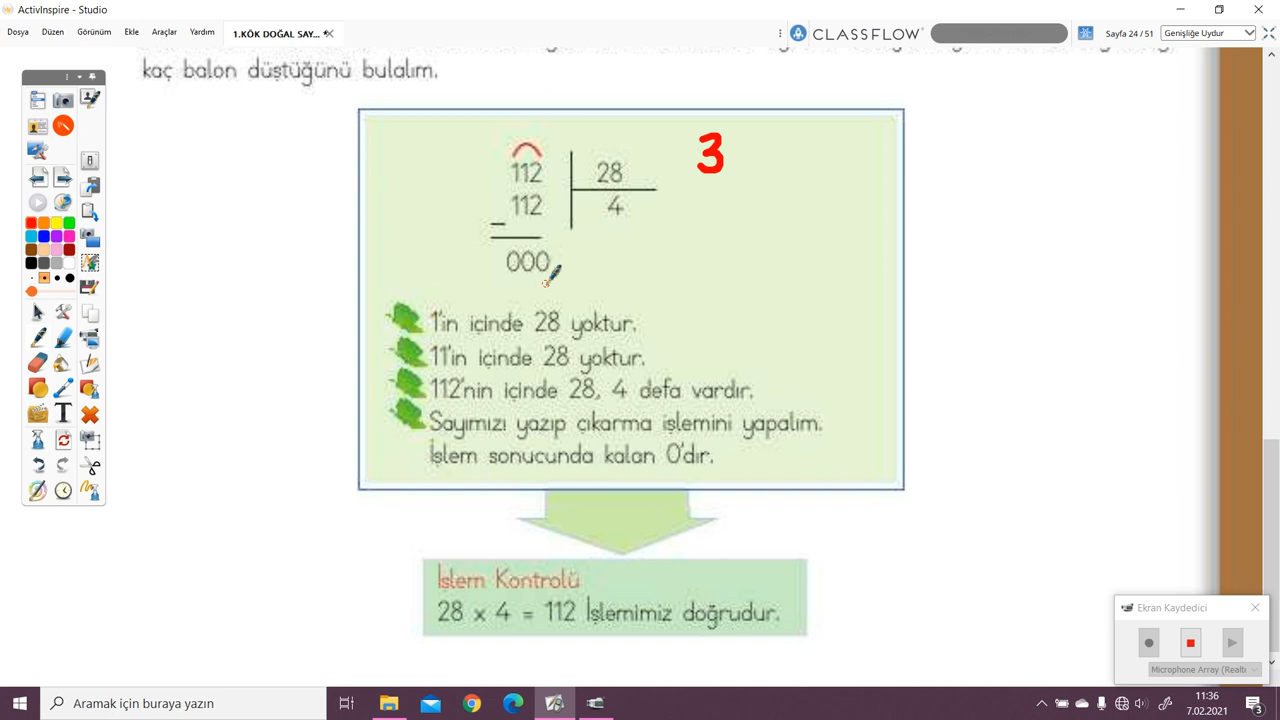 ActivInspire - Studio
Dosya Düzen Görünüm Ekle Araçlar Yardım
1.KÖK DOĞAL SAY...
CLASSFLOW
Sayfa 24 / 51
Genişliğe Uydur
kaç balon düştüğünü bulalım.
3
112 28
112 4
–
000
1'in içinde 28 yoktur.
11'in içinde 28 yoktur.
112'nin içinde 28, 4 defa vardır.
Sayımızı yazıp çıkarma işlemini yapalım.
İşlem sonucunda kalan 0'dır.
İşlem Kontrolü
28 x 4 = 112 İşlemimiz doğrudur.
Ekran Kaydedici
Microphone Array (Realt
Aramak için buraya yazın
11:36
7.02.2021
3